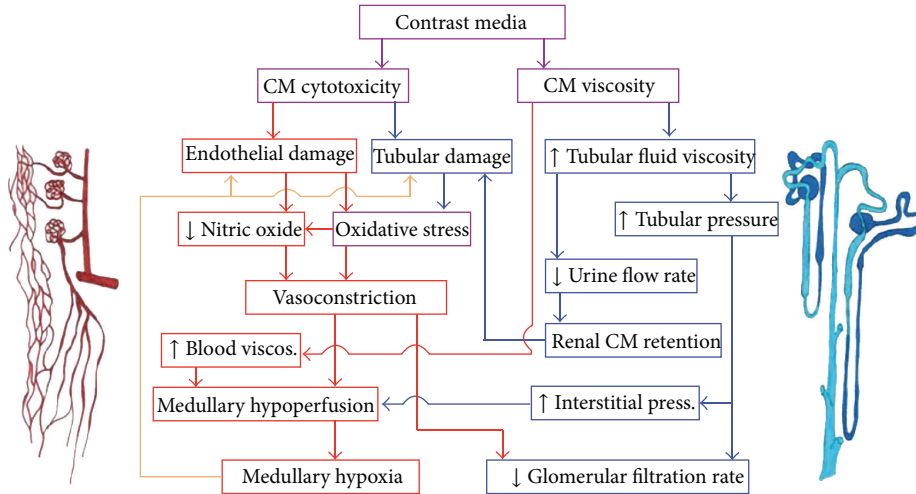 Contrast media
CM cytotoxicity
CM viscosity
Endothelial damage
Tubular damage
↑ Tubular fluid viscosity
↓ Nitric oxide
Oxidative stress
↑ Tubular pressure
Vasoconstriction
↓ Urine flow rate
↑ Blood viscos.
Renal CM retention
Medullary hypoperfusion
↑ Interstitial press.
Medullary hypoxia
↓ Glomerular filtration rate